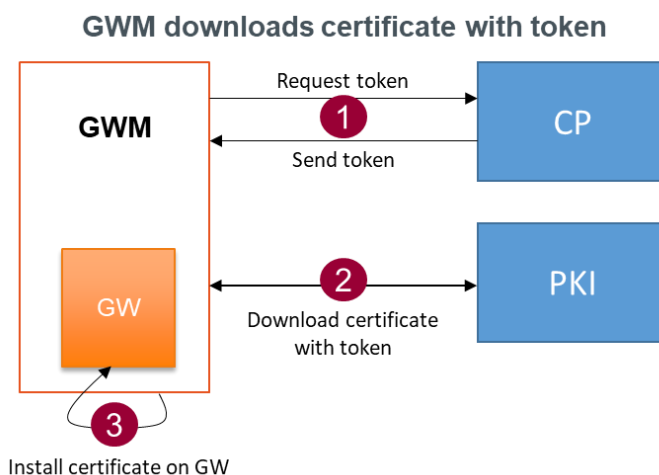 GWM downloads certificate with token
Request token
GWM
1
CP
Send token
2
PKI
GW
Download certificate
with token
3
Install certificate on GW